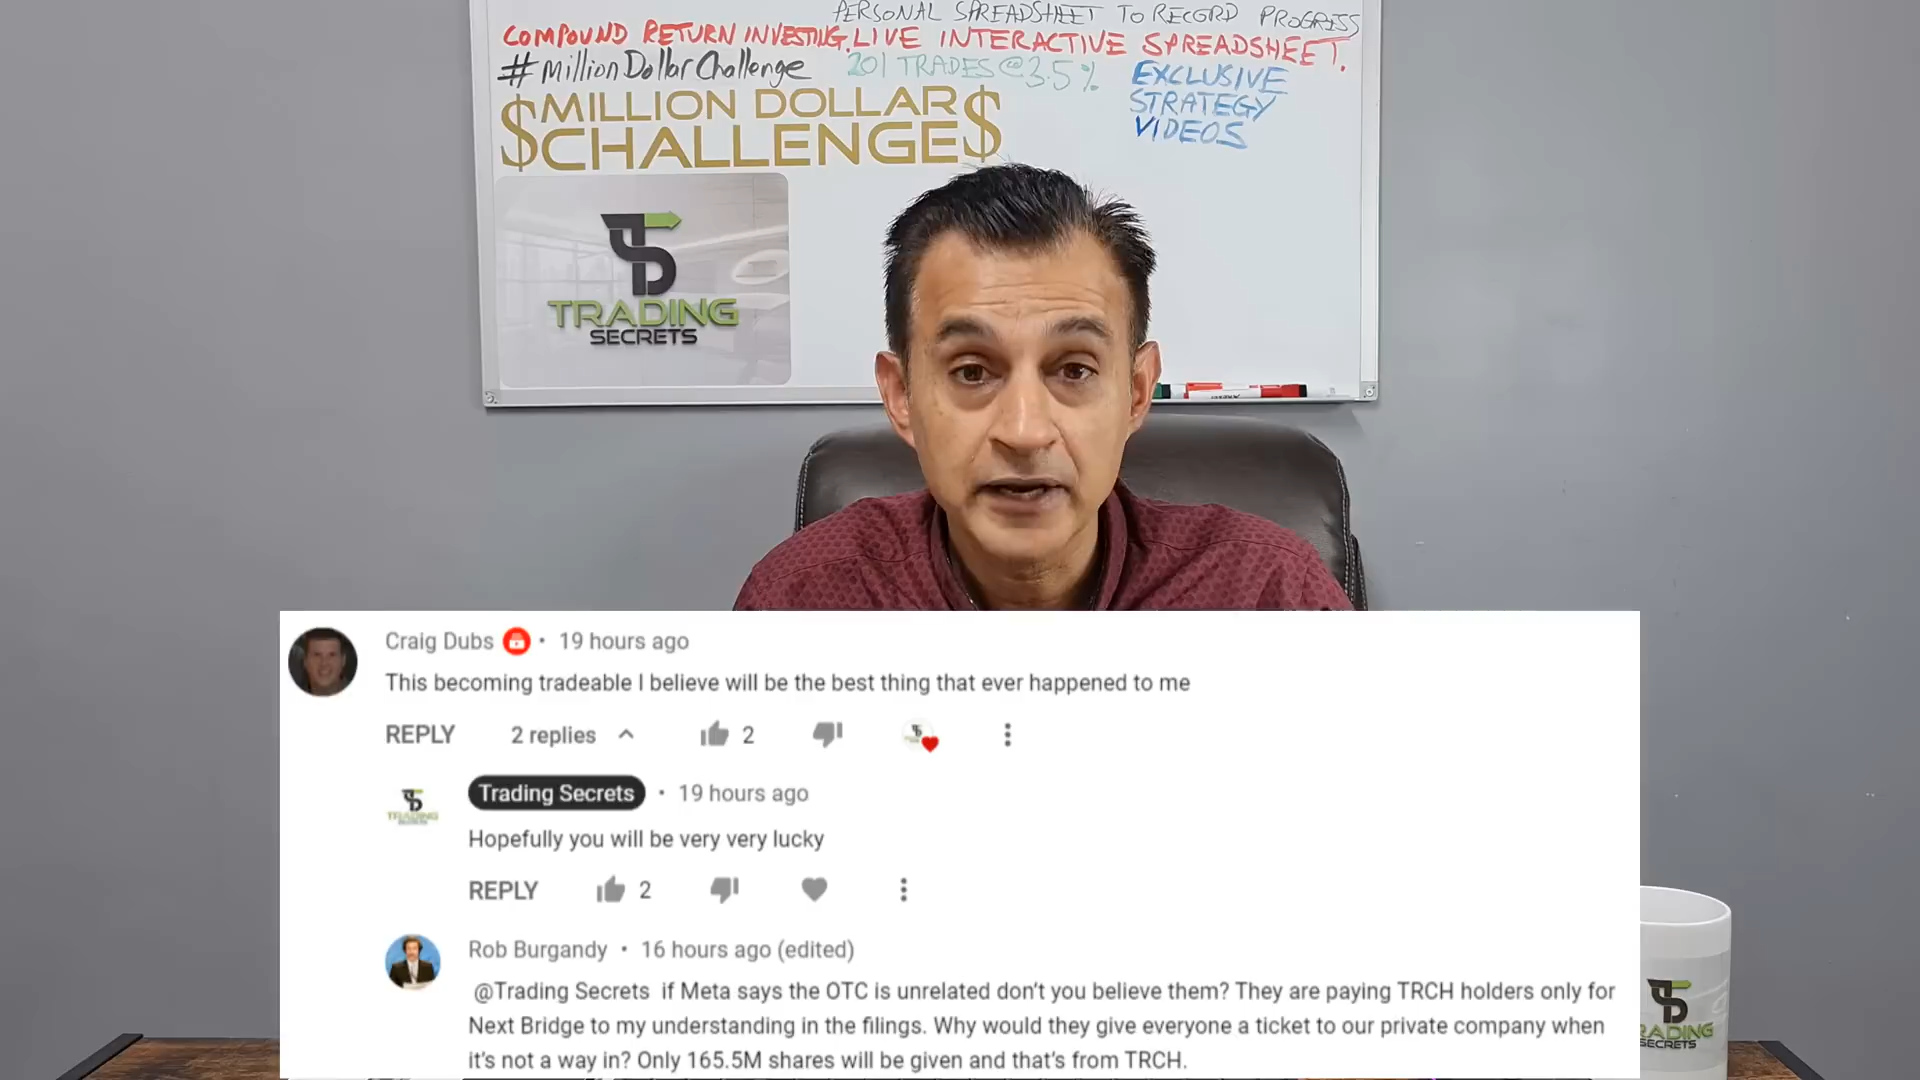 PERSONAL SPREADSHEET TO RECORD PROGRESS
COMPOUND RETURN INVESTING. LIVE INTERACTIVE SPREADSHEET.
#MillionDollarChallenge 201 TRADES @ 3.5% EXCLUSIVE
STRATEGY
VIDEOS
$MILLION DOLLAR$
CHALLENGE
TRADING
SECRETS
Craig Dubs • 19 hours ago
This becoming tradeable I believe will be the best thing that ever happened to me
REPLY 2 replies 2
Trading Secrets • 19 hours ago
Hopefully you will be very very lucky
REPLY 2
Rob Burgandy • 16 hours ago (edited)
@Trading Secrets if Meta says the OTC is unrelated don't you believe them? They are paying TRCH holders only for
Next Bridge to my understanding in the filings. Why would they give everyone a ticket to our private company when
it's not a way in? Only 165.5M shares will be given and that's from TRCH.
TRADING
RADING
SECRETS